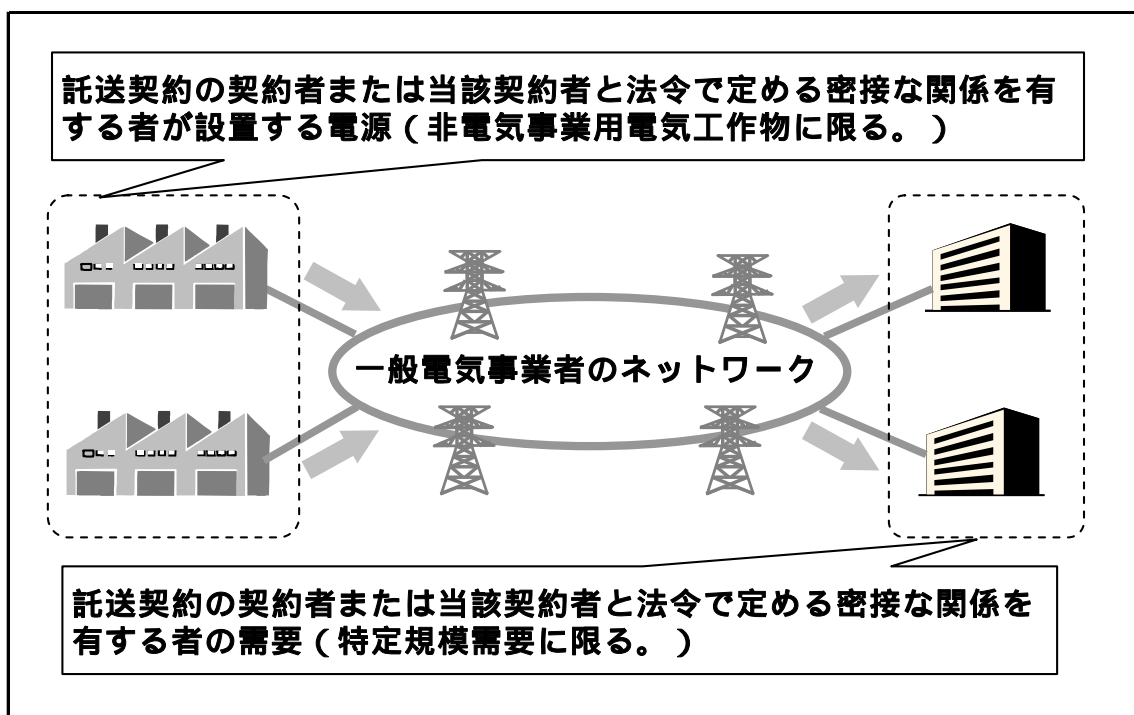 託送契約の契約者または当該契約者と法令で定める密接な関係を有
する者が設置する電源（非電気事業用電気工作物に限る。）
一般電気事業者のネットワーク
託送契約の契約者または当該契約者と法令で定める密接な関係を
有する者の需要（特定規模需要に限る。）